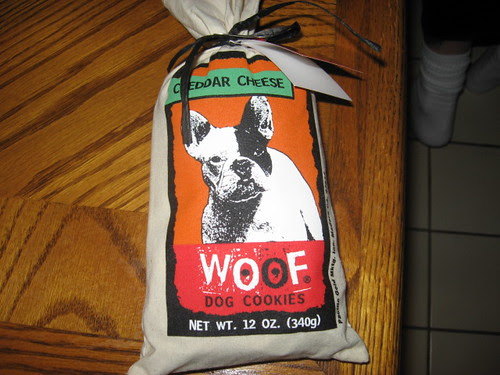 CHEDDAR CHEESE
WOOF®
DOG COOKIES
NET WT. 12 OZ. (340g)